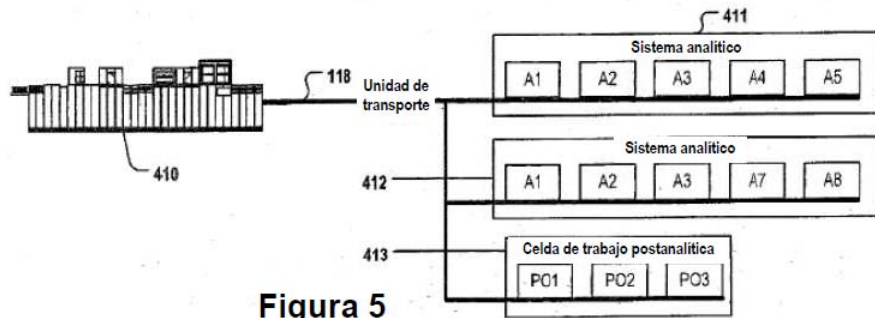 411
Sistema analítico
A1 A2 A3 A4 A5
118
Unidad de
transporte
410
Sistema analítico
412
A1 A2 A3 A7 A8
413
Celda de trabajo postanalítica
PO1 PO2 PO3
Figura 5